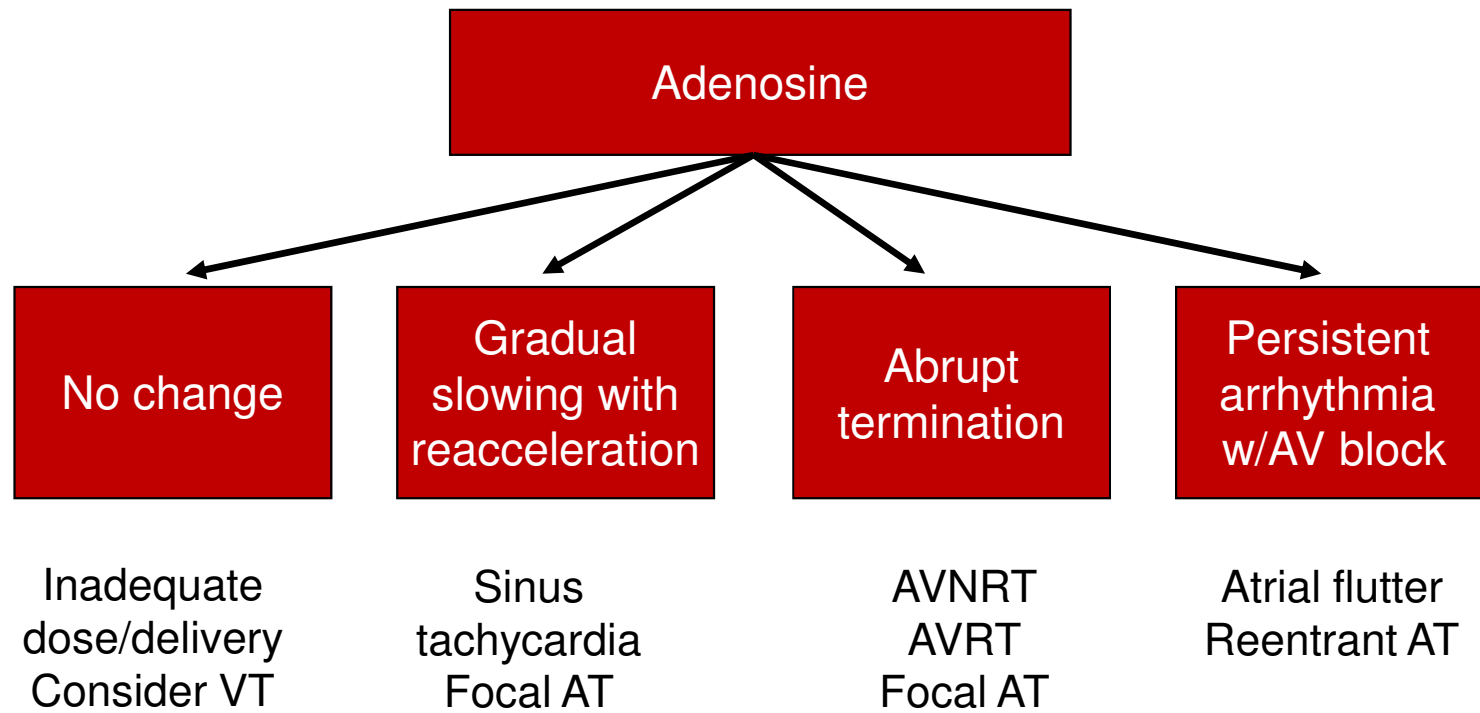 Adenosine
No change
Gradual
slowing with
reacceleration
Abrupt
termination
Persistent
arrhythmia
w/AV block
Inadequate
dose/delivery
Consider VT
Sinus
tachycardia
Focal AT
AVNRT
AVRT
Focal AT
Atrial flutter
Reentrant AT